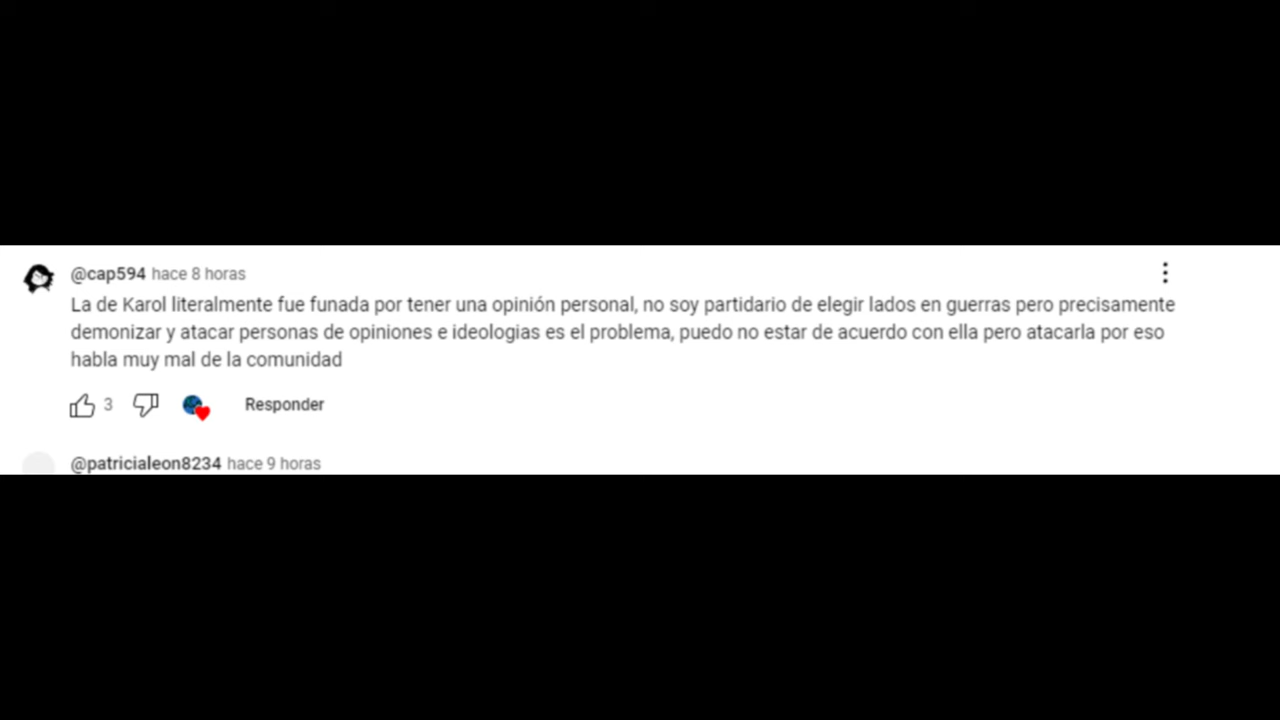 @cap594 hace 8 horas
La de Karol literalmente fue funada por tener una opinión personal, no soy partidario de elegir lados en guerras pero precisamente
demonizar y atacar personas de opiniones e ideologias es el problema, puedo no estar de acuerdo con ella pero atacarla por eso
habla muy mal de la comunidad
3 Responder
@patricialeon8234 hace 9 horas